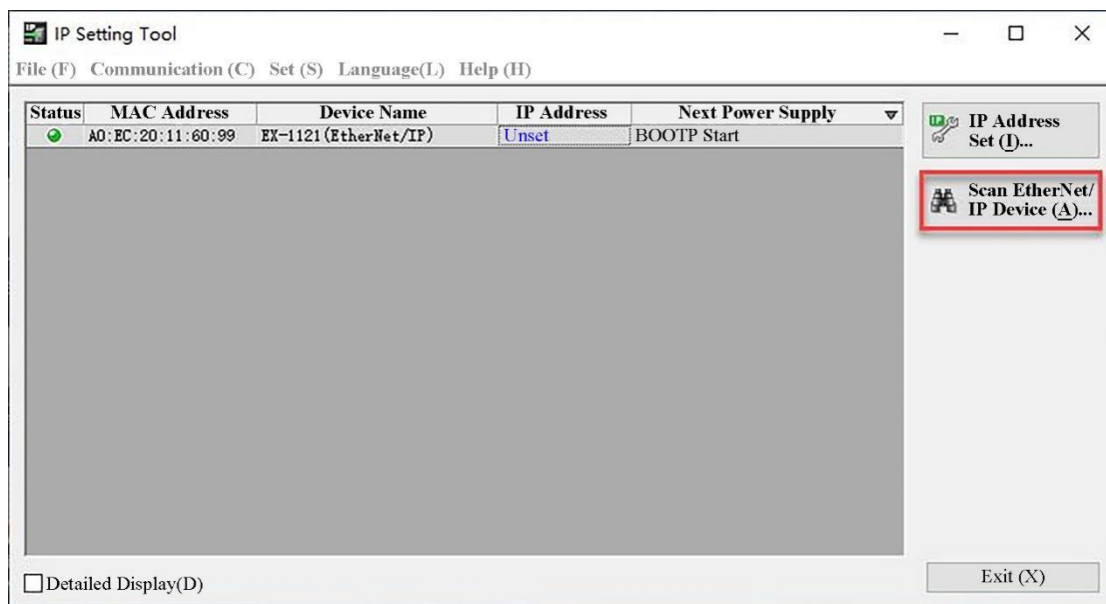 IP Setting Tool
File (F) Communication (C) Set (S) Language(L) Help (H)
Status MAC Address Device Name IP Address Next Power Supply
A0:EC:20:11:60:99 EX-1121(EtherNet/IP) Unset BOOTP Start
IP Address
Set (I)...
Scan EtherNet/
IP Device (A)...
Detailed Display(D)
Exit (X)